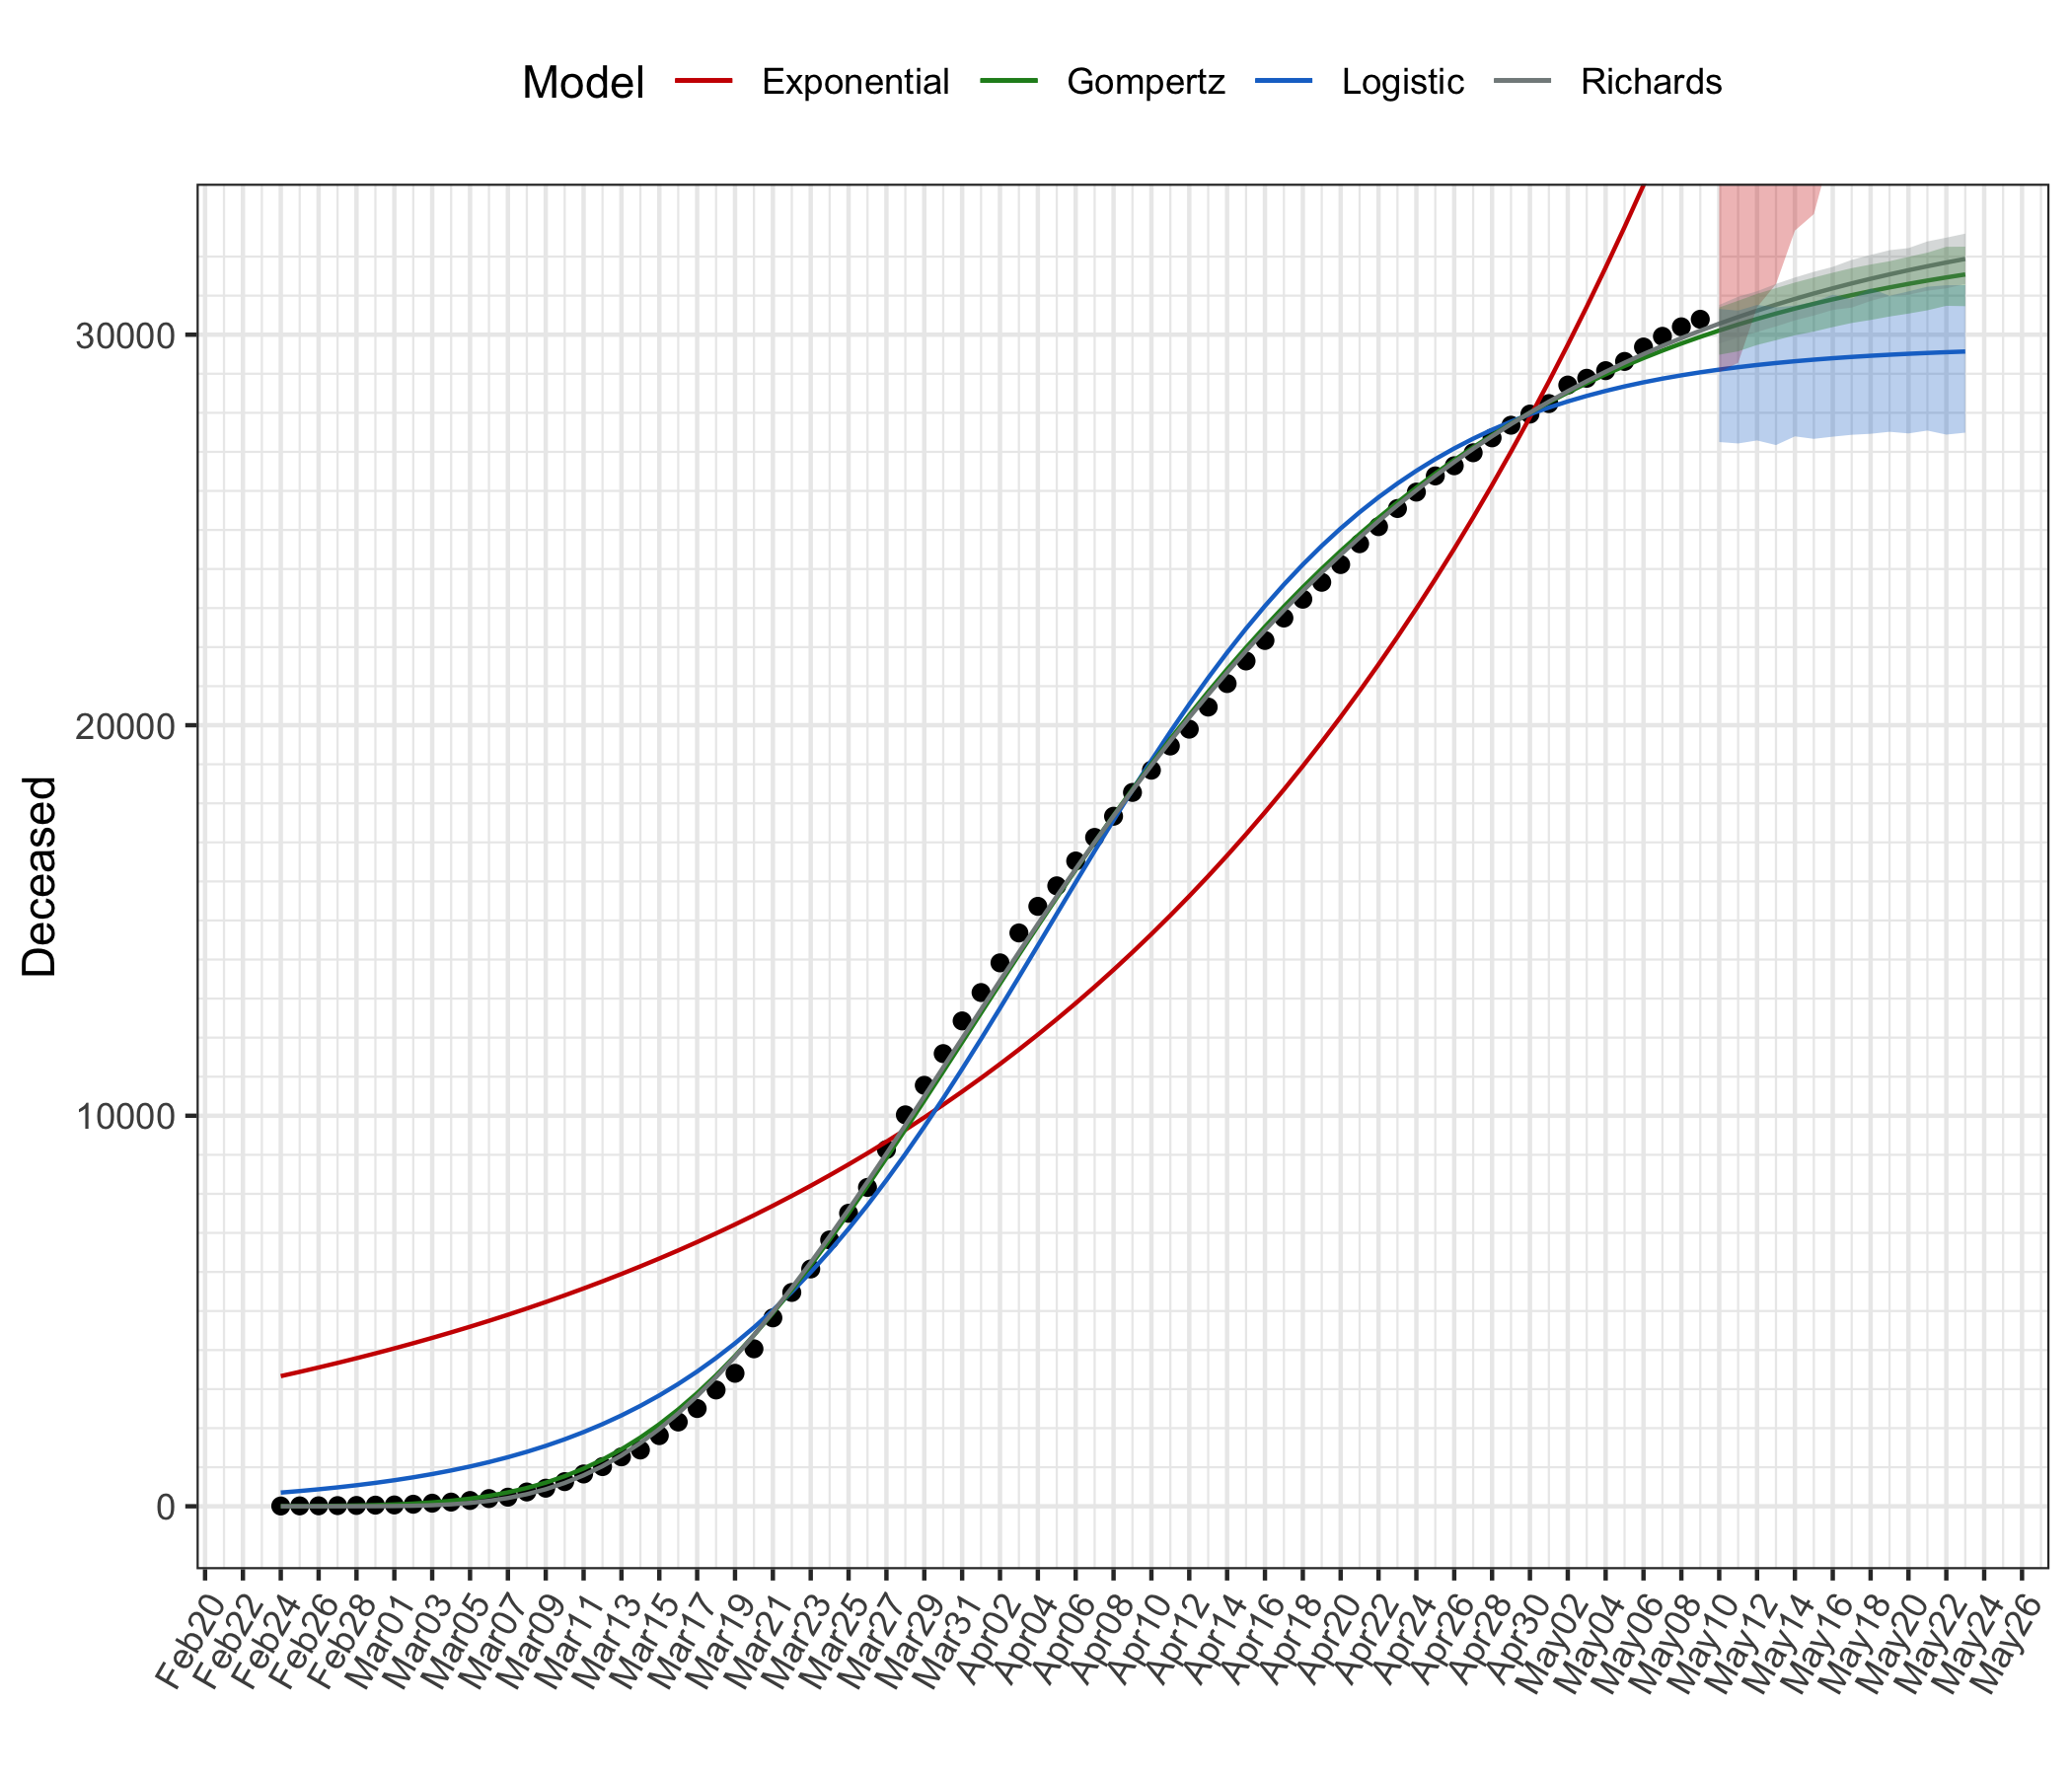 Model Exponential Gompertz Logistic Richards
Deceased
30000
20000
10000
0
Feb20 Feb22 Feb24 Feb26 Feb28 Mar01 Mar03 Mar05 Mar07 Mar09 Mar11 Mar13 Mar15 Mar17 Mar19 Mar21 Mar23 Mar25 Mar27 Mar29 Mar31 Apr02 Apr04 Apr06 Apr08 Apr10 Apr12 Apr14 Apr16 Apr18 Apr20 Apr22 Apr24 Apr26 Apr28 Apr30 May02 May04 May06 May08 May10 May12 May14 May16 May18 May20 May22 May24 May26